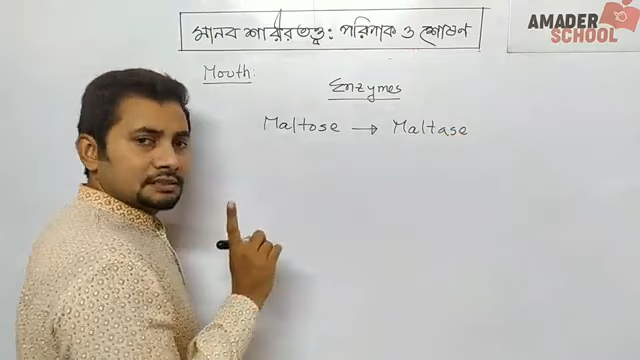 মানব শারীরতত্ত্ব: পরিপাক ও শোষণ
AMADER
SCHOOL
Mouth:
Enzymes
Maltose → Maltase